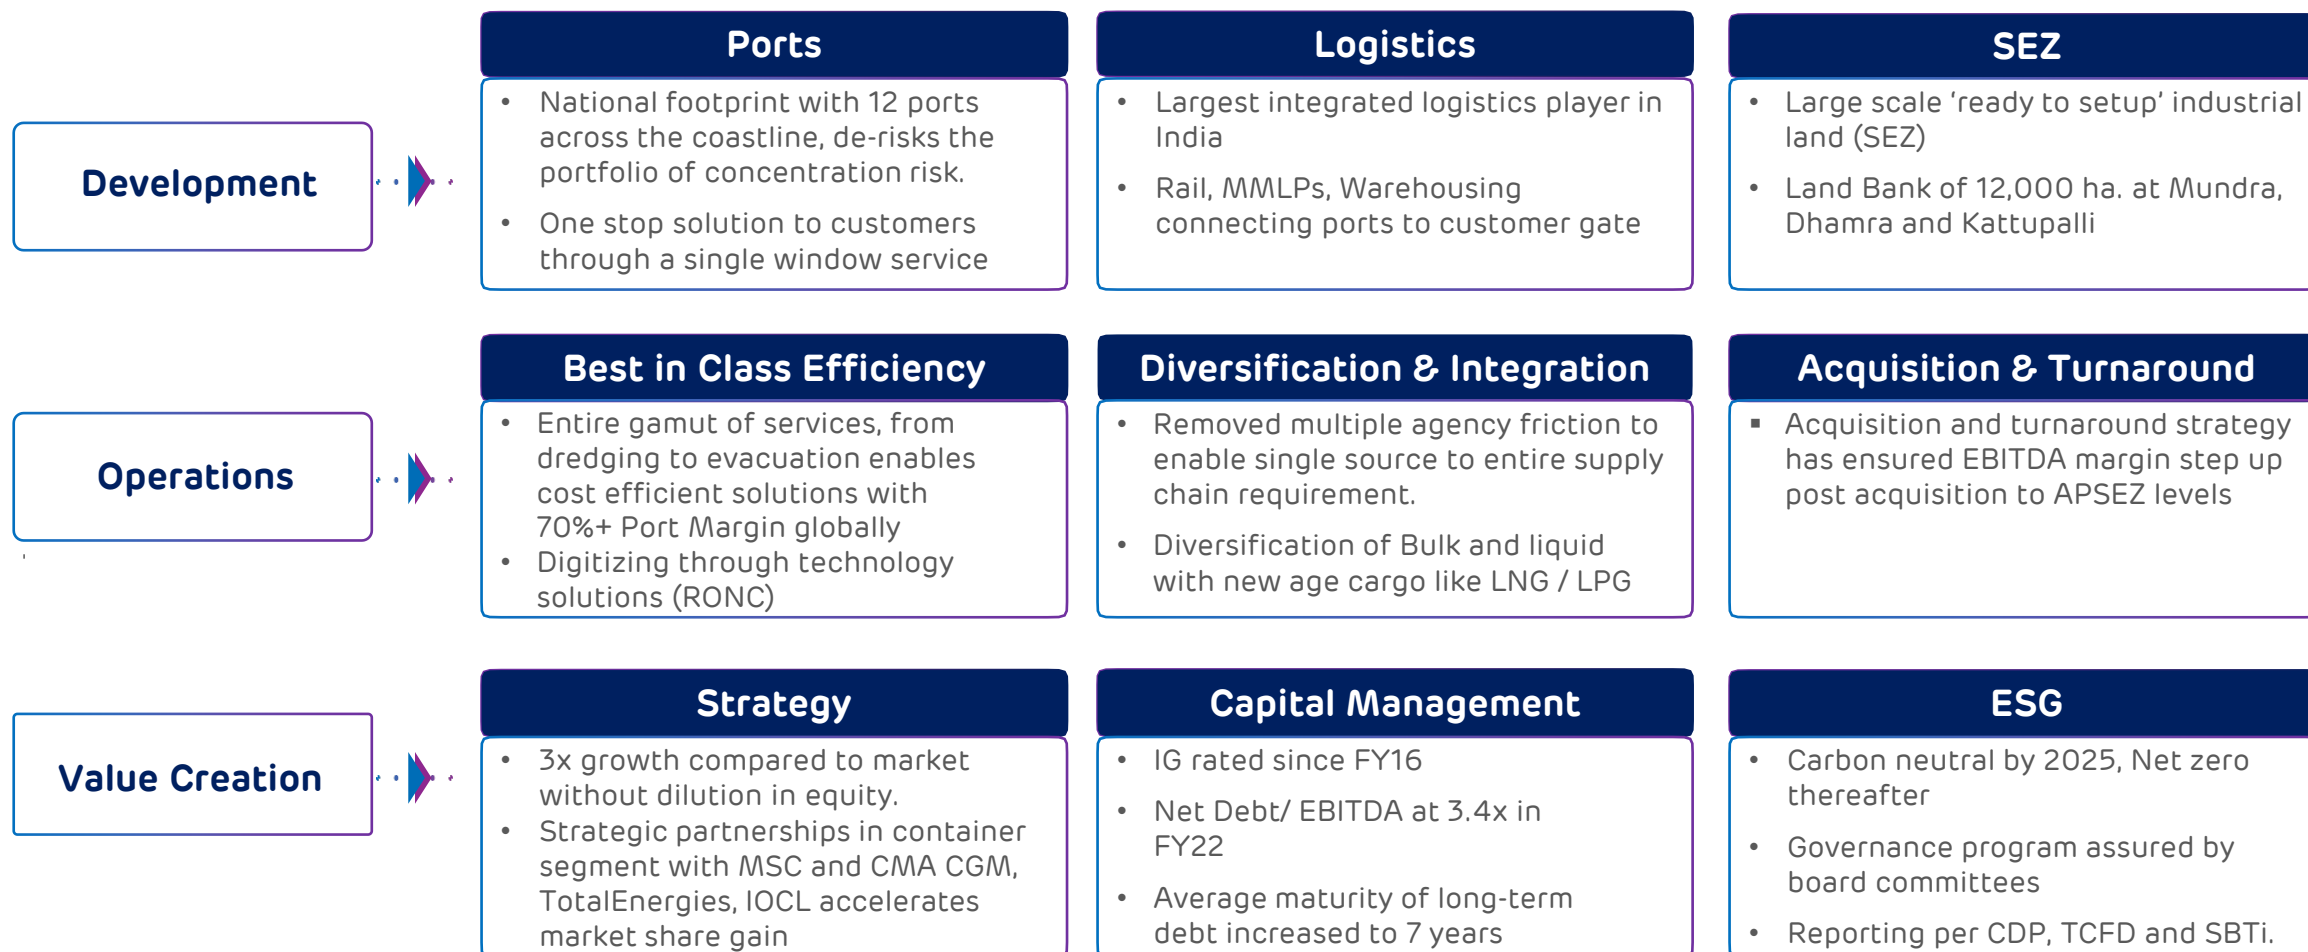 Development
Ports
• National footprint with 12 ports
across the coastline, de-risks the
portfolio of concentration risk.
• One stop solution to customers
through a single window service
Logistics
• Largest integrated logistics player in
India
• Rail, MMLPs, Warehousing
connecting ports to customer gate
SEZ
• Large scale ‘ready to setup’ industrial
land (SEZ)
• Land Bank of 12,000 ha. at Mundra,
Dhamra and Kattupalli
Operations
Best in Class Efficiency
• Entire gamut of services, from
dredging to evacuation enables
cost efficient solutions with
70%+ Port Margin globally
• Digitizing through technology
solutions (RONC)
Diversification & Integration
• Removed multiple agency friction to
enable single source to entire supply
chain requirement.
• Diversification of Bulk and liquid
with new age cargo like LNG / LPG
Acquisition & Turnaround
▪ Acquisition and turnaround strategy
has ensured EBITDA margin step up
post acquisition to APSEZ levels
Value Creation
Strategy
• 3x growth compared to market
without dilution in equity.
• Strategic partnerships in container
segment with MSC and CMA CGM,
TotalEnergies, IOCL accelerates
market share gain
Capital Management
• IG rated since FY16
• Net Debt/ EBITDA at 3.4x in
FY22
• Average maturity of long-term
debt increased to 7 years
ESG
• Carbon neutral by 2025, Net zero
thereafter
• Governance program assured by
board committees
• Reporting per CDP, TCFD and SBTi.